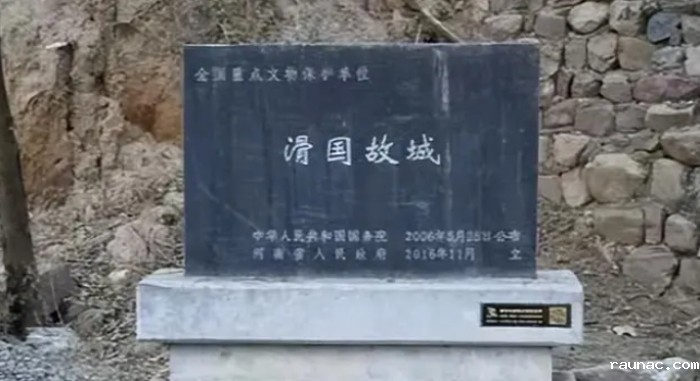 全国重点文物保护单位
滑国故城
中华人民共和国国务院 2006年5月25日公布
河南省人民政府 2016年11月 立
raunac.com